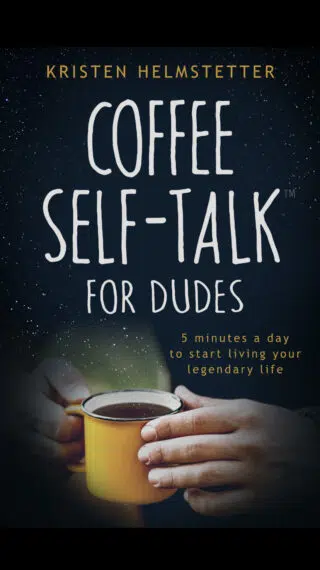 KRISTEN HELMSTETTER
COFFEE
SELF-TALK™
FOR DUDES
5 minutes a day
to start living your
legendary life